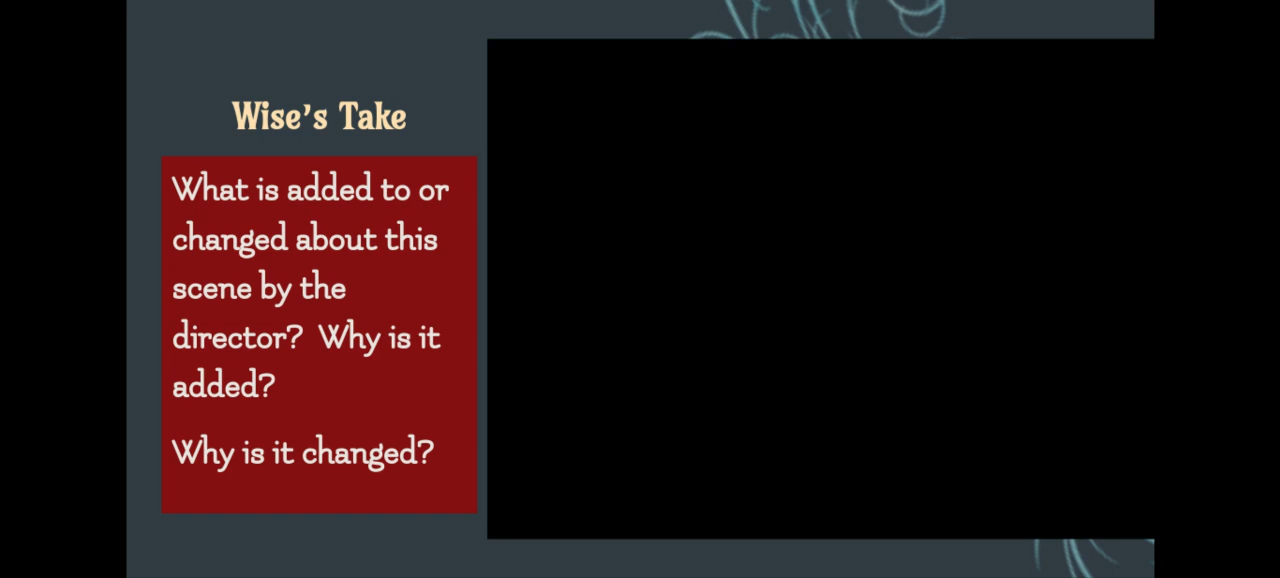 Wise's Take
What is added to or
changed about this
scene by the
director?  Why is it
added?
Why is it changed?